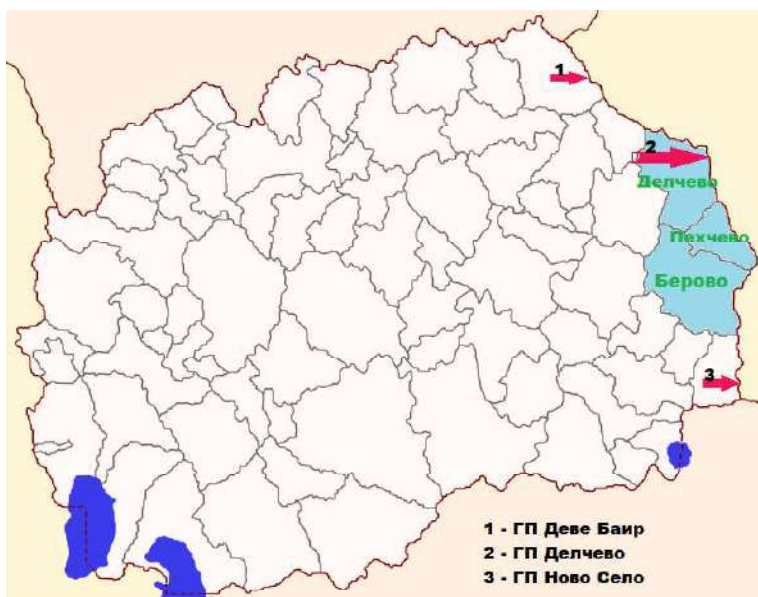 1
2
Делчево
Пехчево
Берово
3
1 - ГП Деве Баир
2 - ГП Делчево
3 - ГП Ново Село